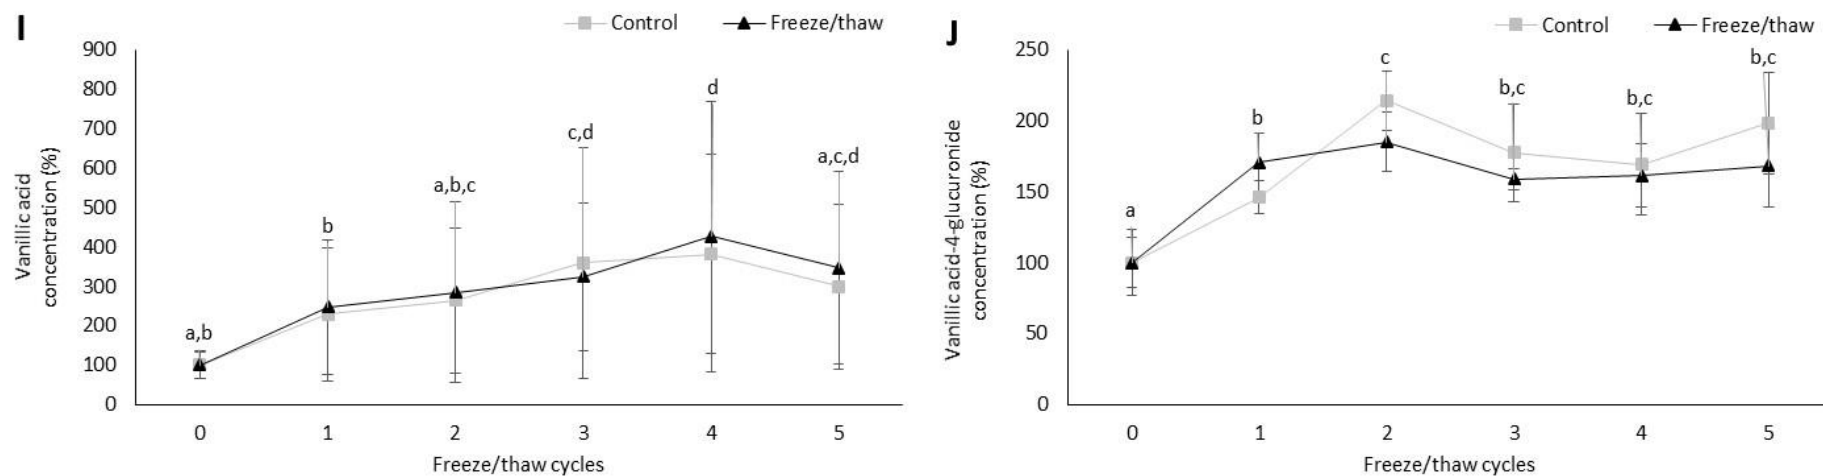 I
Control Freeze/thaw
Vanillic acid
concentration (%)
900
800
700
600
500
400
300
200
100
0
a,b
b
a,b,c
c,d
d
a,c,d
0 1 2 3 4 5
Freeze/thaw cycles
J
Control Freeze/thaw
Vanillic acid-4-glucuronide
concentration (%)
250
200
150
100
50
0
a
b
c
b,c
b,c
b,c
0 1 2 3 4 5
Freeze/thaw cycles